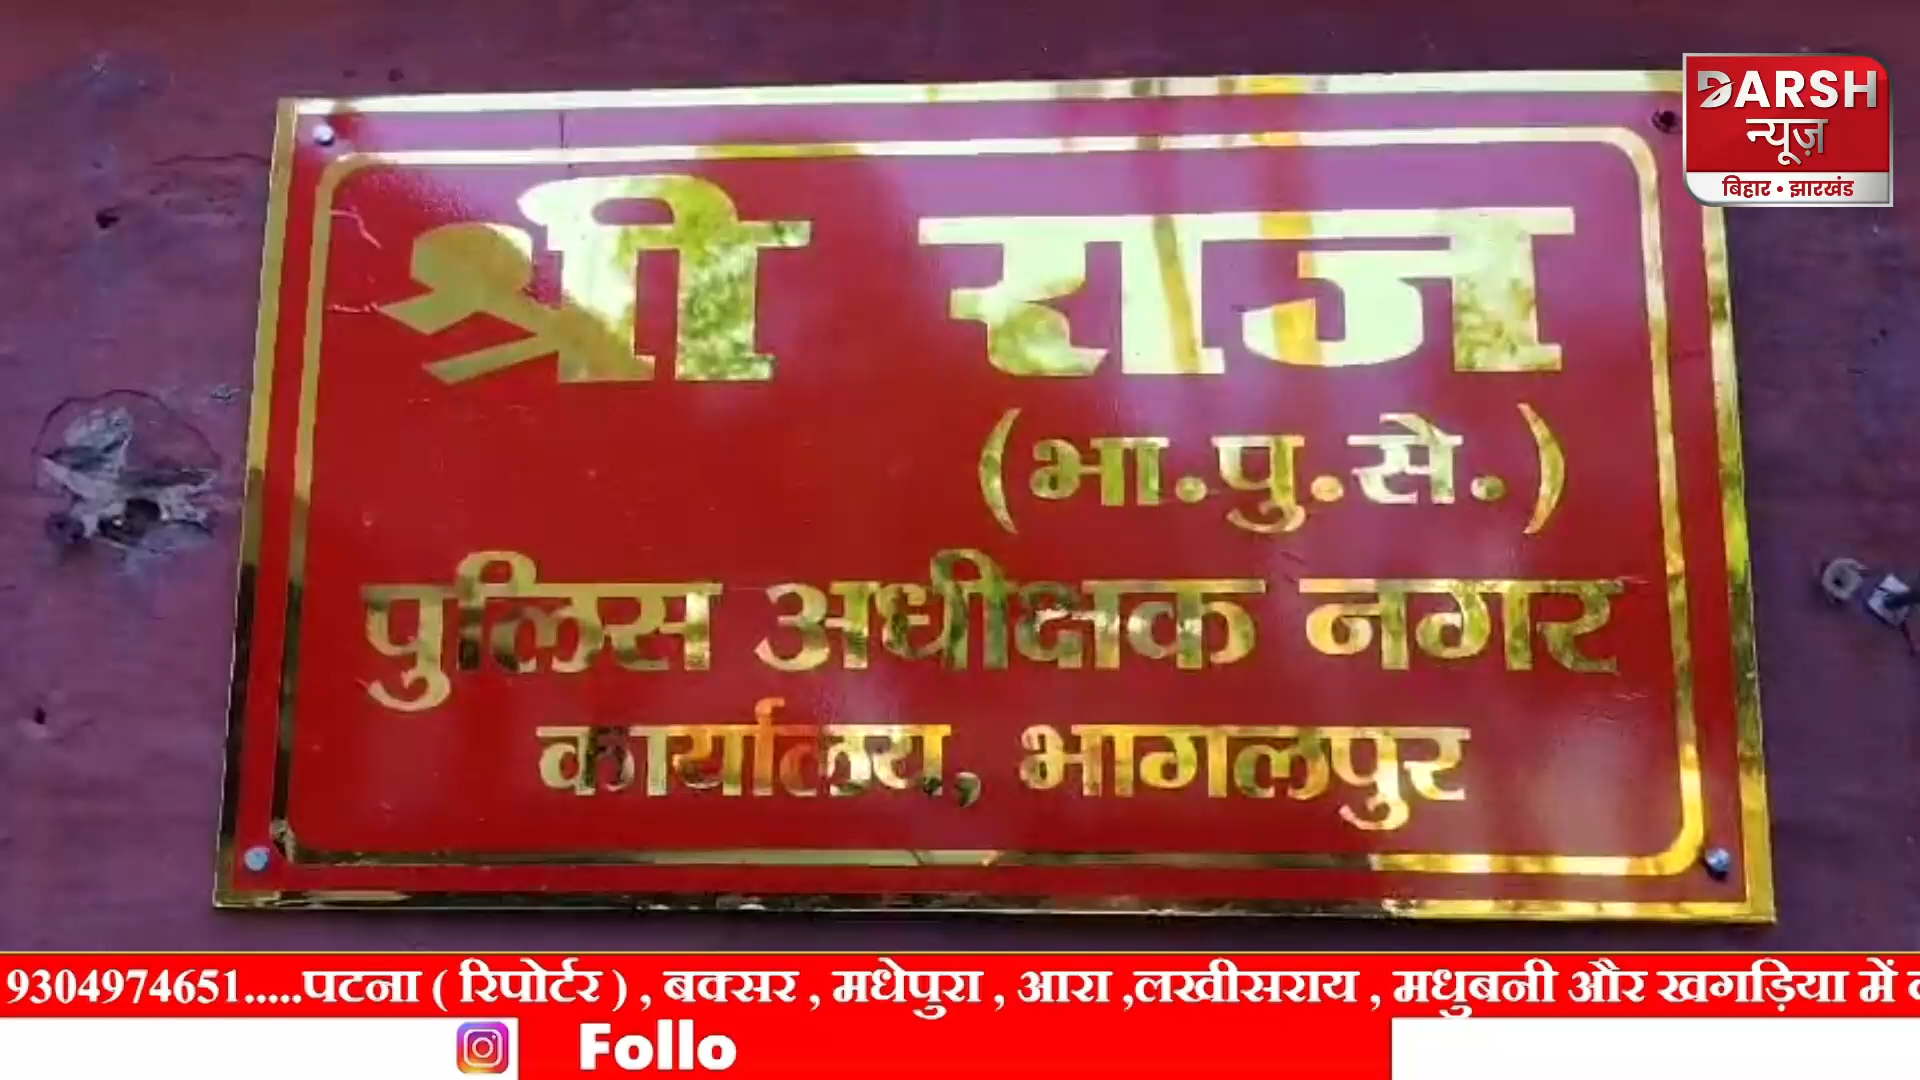 DARSH
न्यूज़
बिहार • झारखंड
श्री राज
(भा.पु.से.)
पुलिस अधीक्षक नगर
कार्यालय, भागलपुर
9304974651.....पटना ( रिपोर्टर ) , बक्सर , मधेपुरा , आरा ,लखीसराय , मधुबनी और खगड़िया में
Follo